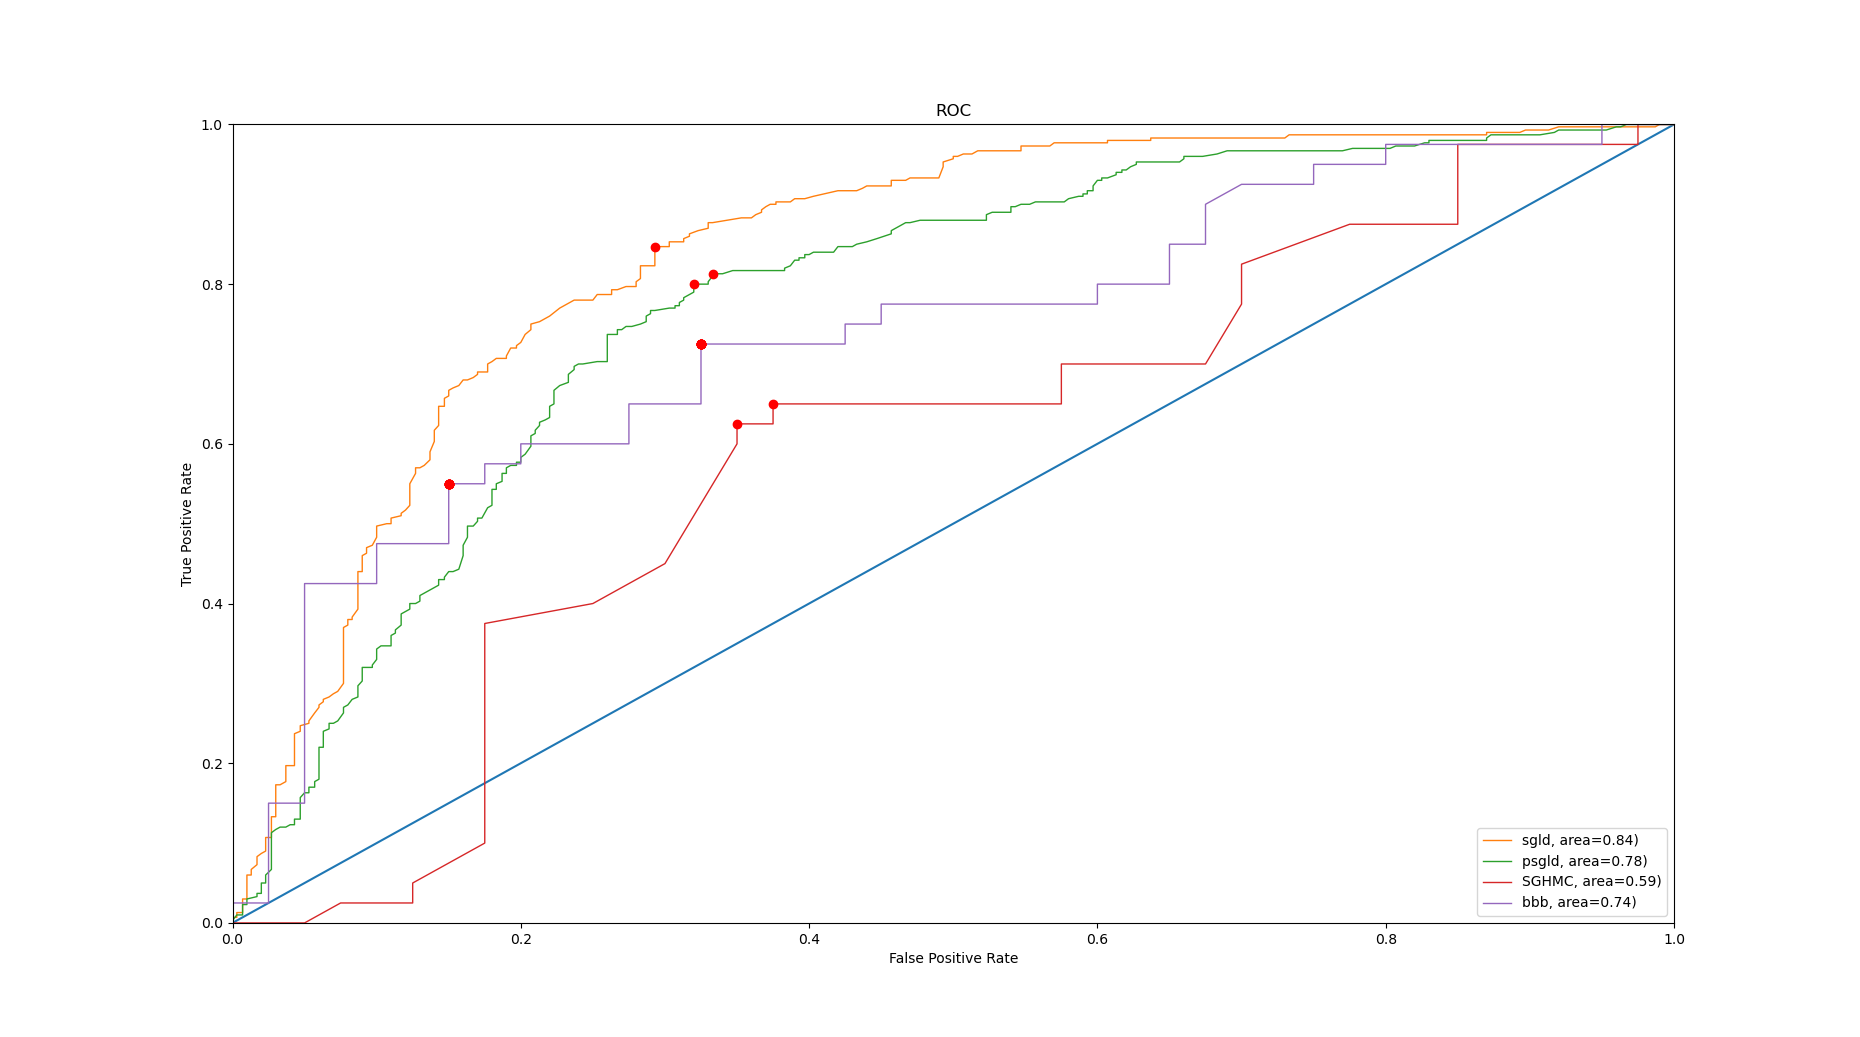 ROC
True Positive Rate
1.0
0.8
0.6
0.4
0.2
0.0
0.0 0.2 0.4 0.6 0.8 1.0
False Positive Rate
sgld, area=0.84)
psgld, area=0.78)
SGHMC, area=0.59)
bbb, area=0.74)